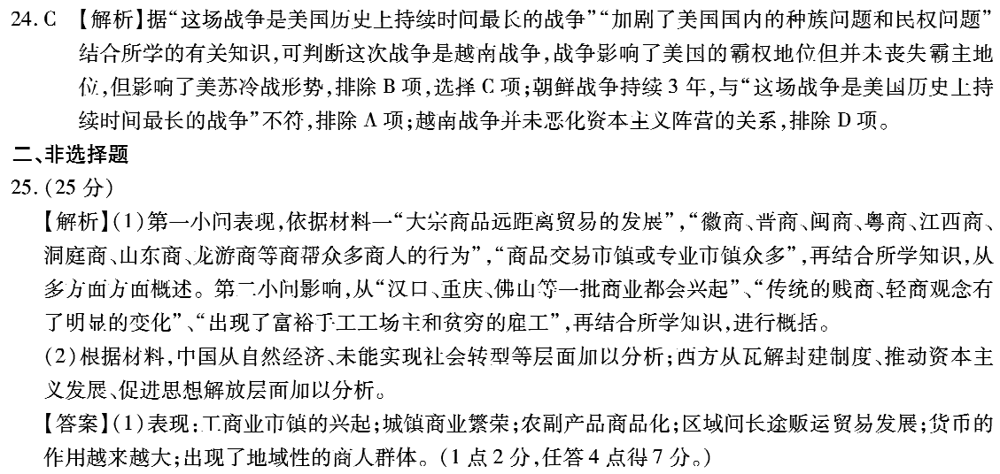 24. C 【解析】据“这场战争是美国历史上持续时间最长的战争”“加剧了美国国内的种族问题和民权问题”
结合所学的有关知识,可判断这次战争是越南战争,战争影响了美国的霸权地位但并未丧失霸主地
位,但影响了美苏冷战形势,排除 B 项,选择 C 项;朝鲜战争持续 3 年,与“这场战争是美国历史上持
续时间最长的战争”不符,排除 A 项;越南战争并未恶化资本主义阵营的关系,排除 D 项。
二、非选择题
25. (25 分)
【解析】(1)第一小问表现,依据材料一“大宗商品远距离贸易的发展”,“徽商、晋商、闽商、粤商、江西商、
洞庭商、山东商、龙游商等商帮众多商人的行为”,“商品交易市镇或专业市镇众多”,再结合所学知识,从
多方面方面概述。第二小问影响,从“汉口、重庆、佛山等一批商业都会兴起”、“传统的贱商、轻商观念有
了明显的变化”、“出现了富裕手工工场主和贫穷的雇工”,再结合所学知识,进行概括。
(2)根据材料,中国从自然经济、未能实现社会转型等层面加以分析;西方从瓦解封建制度、推动资本主
义发展、促进思想解放层面加以分析。
【答案】(1)表现:工商业市镇的兴起;城镇商业繁荣;农副产品商品化;区域间长途贩运贸易发展;货币的
作用越来越大;出现了地域性的商人群体。(1 点 2 分,任答 4 点得 7 分。)